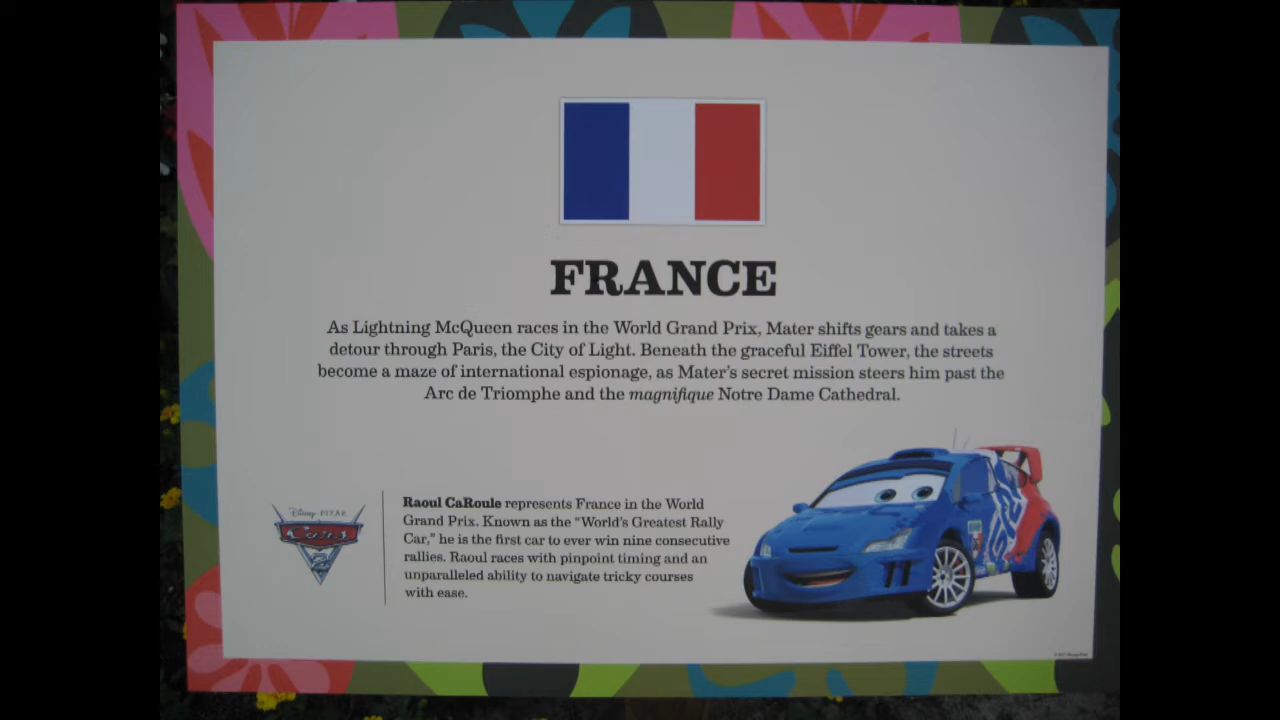 FRANCE
As Lightning McQueen races in the World Grand Prix, Mater shifts gears and takes a
detour through Paris, the City of Light. Beneath the graceful Eiffel Tower, the streets
become a maze of international espionage, as Mater's secret mission steers him past the
Arc de Triomphe and the magnifique Notre Dame Cathedral.
Disney PIXAR
Cars
2
Raoul CaRoule represents France in the World
Grand Prix. Known as the “World's Greatest Rally
Car,” he is the first car to ever win nine consecutive
rallies. Raoul races with pinpoint timing and an
unparalleled ability to navigate tricky courses
with ease.